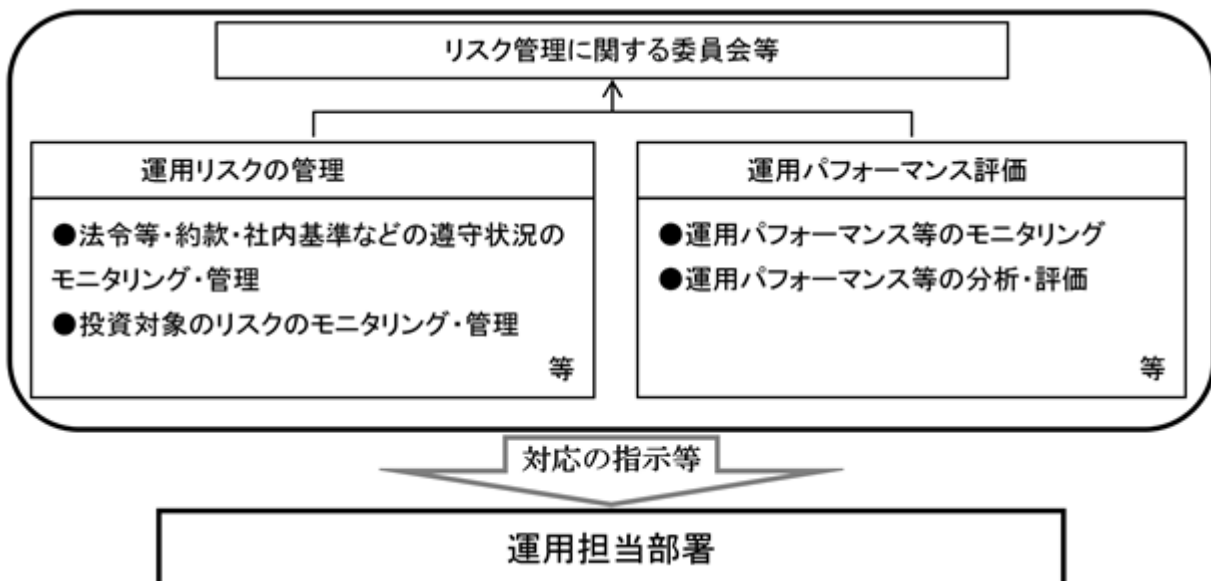 リスク管理に関する委員会等
運用リスクの管理
●法令等・約款・社内基準などの遵守状況の
モニタリング・管理
●投資対象のリスクのモニタリング・管理
等
運用パフォーマンス評価
●運用パフォーマンス等のモニタリング
●運用パフォーマンス等の分析・評価
等
対応の指示等
運用担当部署